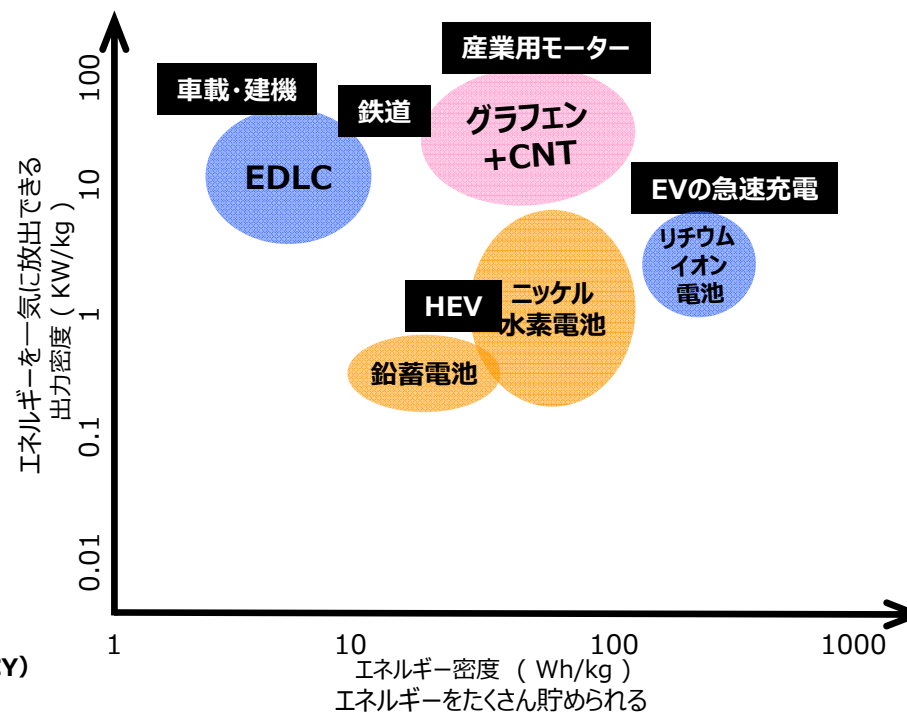 産業用モーター
車載・建機
鉄道
グラフェン
+CNT
EDLC
EVの急速充電
リチウム
イオン
電池
HEV
ニッケル
水素電池
鉛蓄電池
エネルギーを一気に放出できる
出力密度 ( KW/kg )
100
10
1
0.1
0.01
1
10
100
1000
エネルギー密度 ( Wh/kg )
エネルギーをたくさん貯められる
Y)